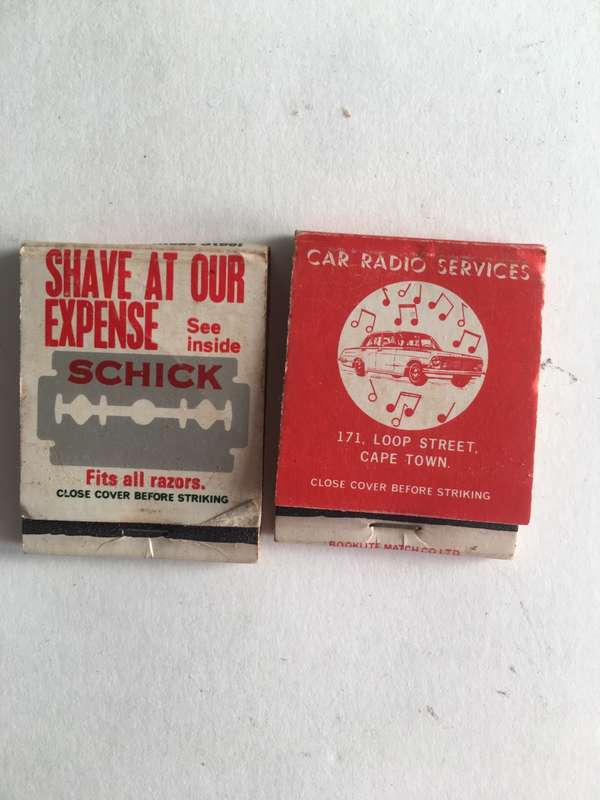 SHAVE AT OUR
EXPENSE
See
inside
SCHICK
Fits all razors.
CLOSE COVER BEFORE STRIKING
CAR RADIO SERVICES
171, LOOP STREET,
CAPE TOWN.
CLOSE COVER BEFORE STRIKING
BOOKLITE MATCH CO LTD